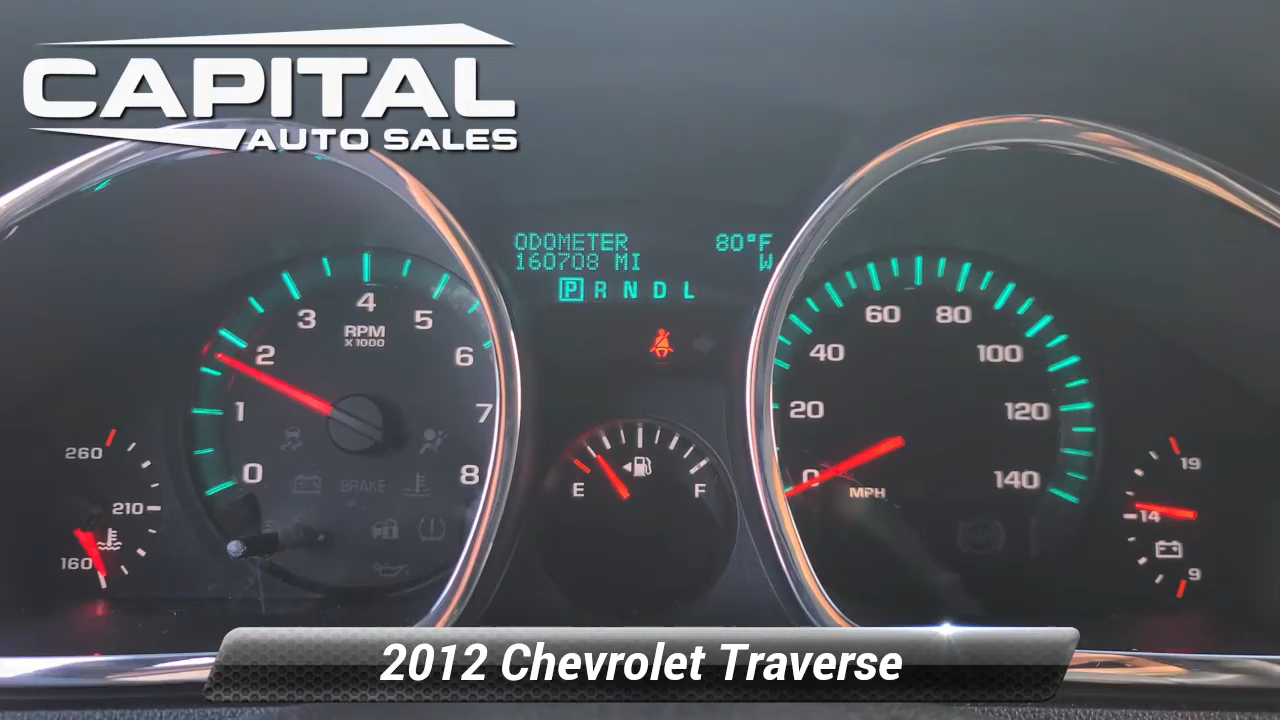 CAPITAL
AUTO SALES
ODOMETER 80°F
160708 MI W
P R N D L
0 1 2 3 4 5 6 7 8
RPM
X1000
BRAKE
260
210
160
E F
0 20 40 60 80 100 120 140
MPH
19
14
9
2012 Chevrolet Traverse